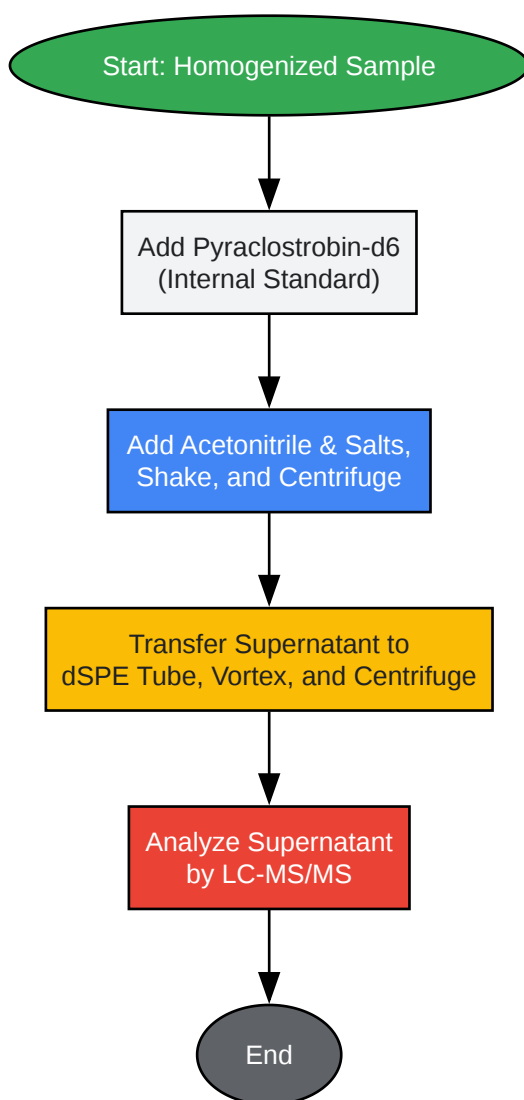 Start: Homogenized Sample
Add Pyraclostrobin-d6
(Internal Standard)
Add Acetonitrile & Salts,
Shake, and Centrifuge
Transfer Supernatant to
dSPE Tube, Vortex, and Centrifuge
Analyze Supernatant
by LC-MS/MS
End